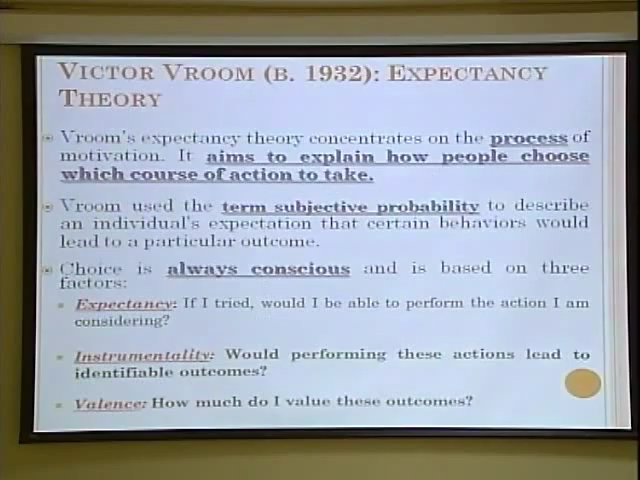 VICTOR VROOM (B. 1932): EXPECTANCY
THEORY
Vroom's expectancy theory concentrates on the process of
motivation. It aims to explain how people choose
which course of action to take.
Vroom used the term subjective probability to describe
an individual's expectation that certain behaviors would
lead to a particular outcome.
Choice is always conscious and is based on three
factors:
Expectancy: If I tried, would I be able to perform the action I am
considering?
Instrumentality: Would performing these actions lead to
identifiable outcomes?
Valence: How much do I value these outcomes?